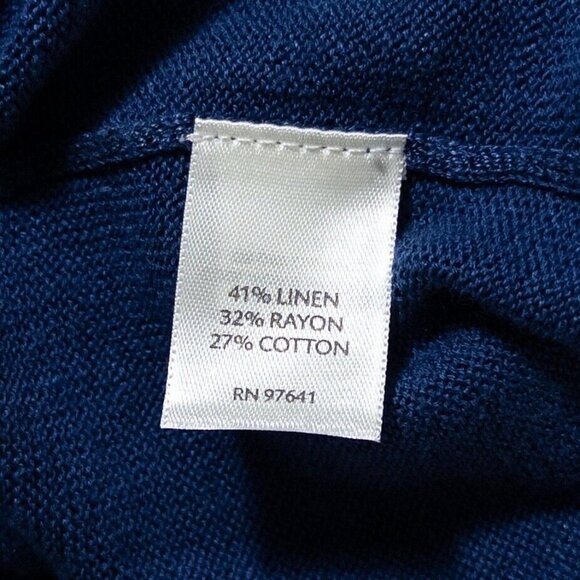 41% LINEN
32% RAYON
27% COTTON
RN 97641